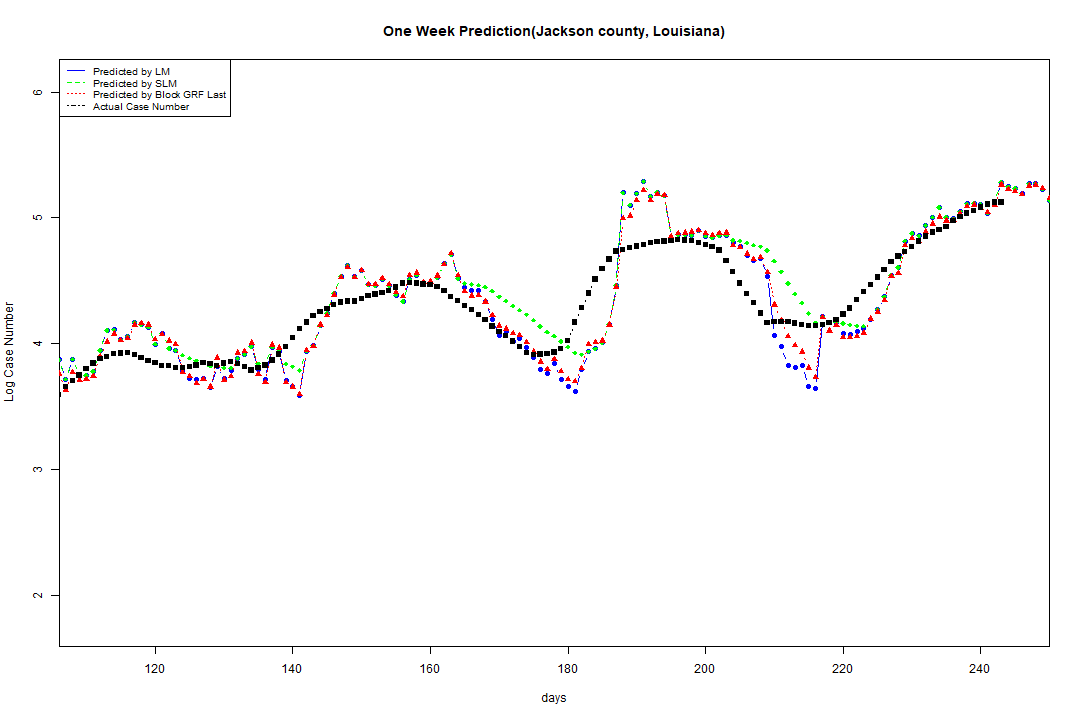 One Week Prediction(Jackson county, Louisiana)
Predicted by LM
Predicted by SLM
Predicted by Block GRF Last
Actual Case Number
6
5
4
3
2
Log Case Number
120
140
160
180
200
220
240
days